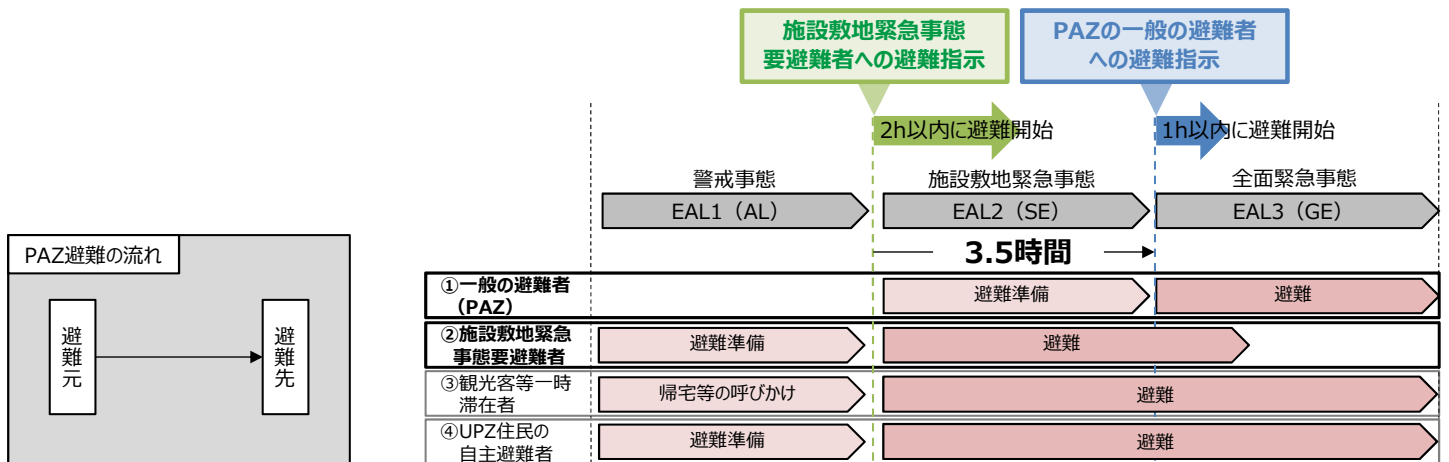 施設敷地緊急事態
要避難者への避難指示
PAZの一般の避難者
への避難指示
2h以内に避難開始
1h以内に避難開始
警戒事態
施設敷地緊急事態
全面緊急事態
EAL1（AL）
EAL2（SE）
EAL3（GE）
3.5時間
PAZ避難の流れ
避難元
避難先
①一般の避難者
（PAZ）
避難準備
避難
②施設敷地緊急
事態要避難者
避難準備
避難
③観光客等一時
滞在者
帰宅等の呼びかけ
避難
④UPZ住民の
自主避難者
避難準備
避難